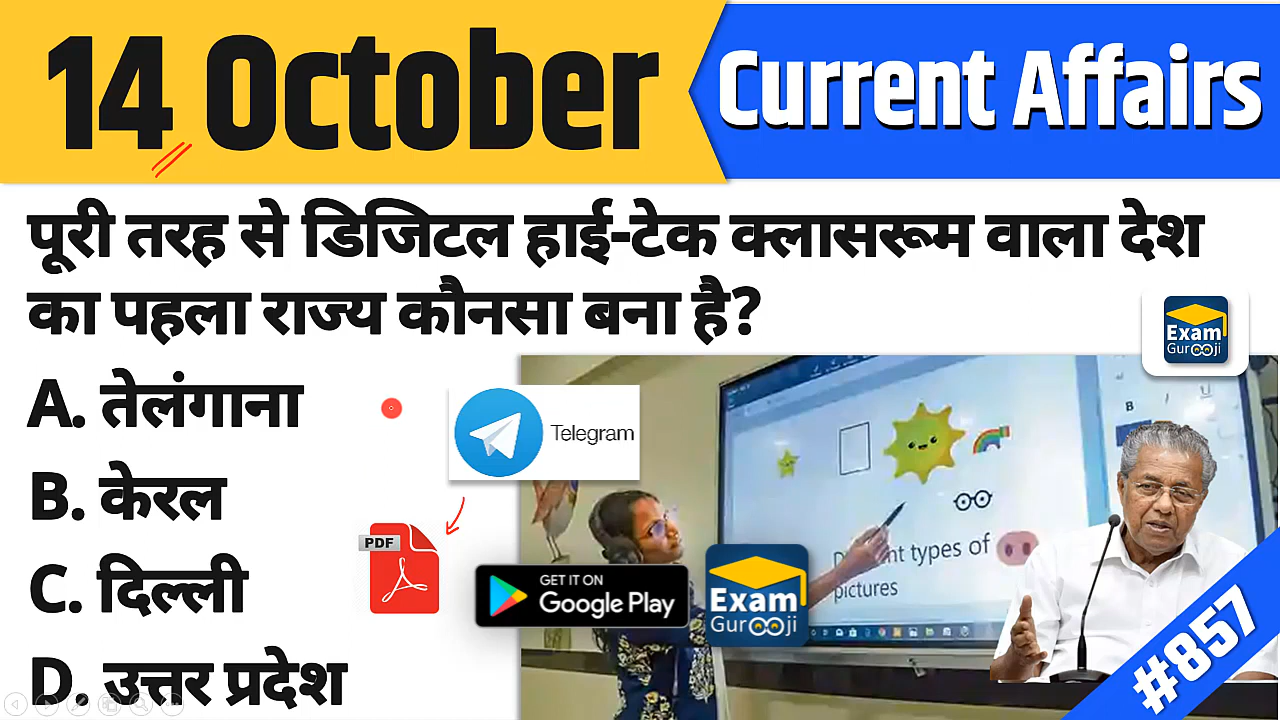 14 October
Current Affairs
पूरी तरह से डिजिटल हाई-टेक क्लासरूम वाला देश
का पहला राज्य कौनसा बना है?
Exam
Gurooji
A. तेलंगाना
Telegram
B. केरल
B I U
PDF
C. दिल्ली
types of
pictures
GET IT ON
Google Play
Exam
Gurooji
D. उत्तर प्रदेश
#857